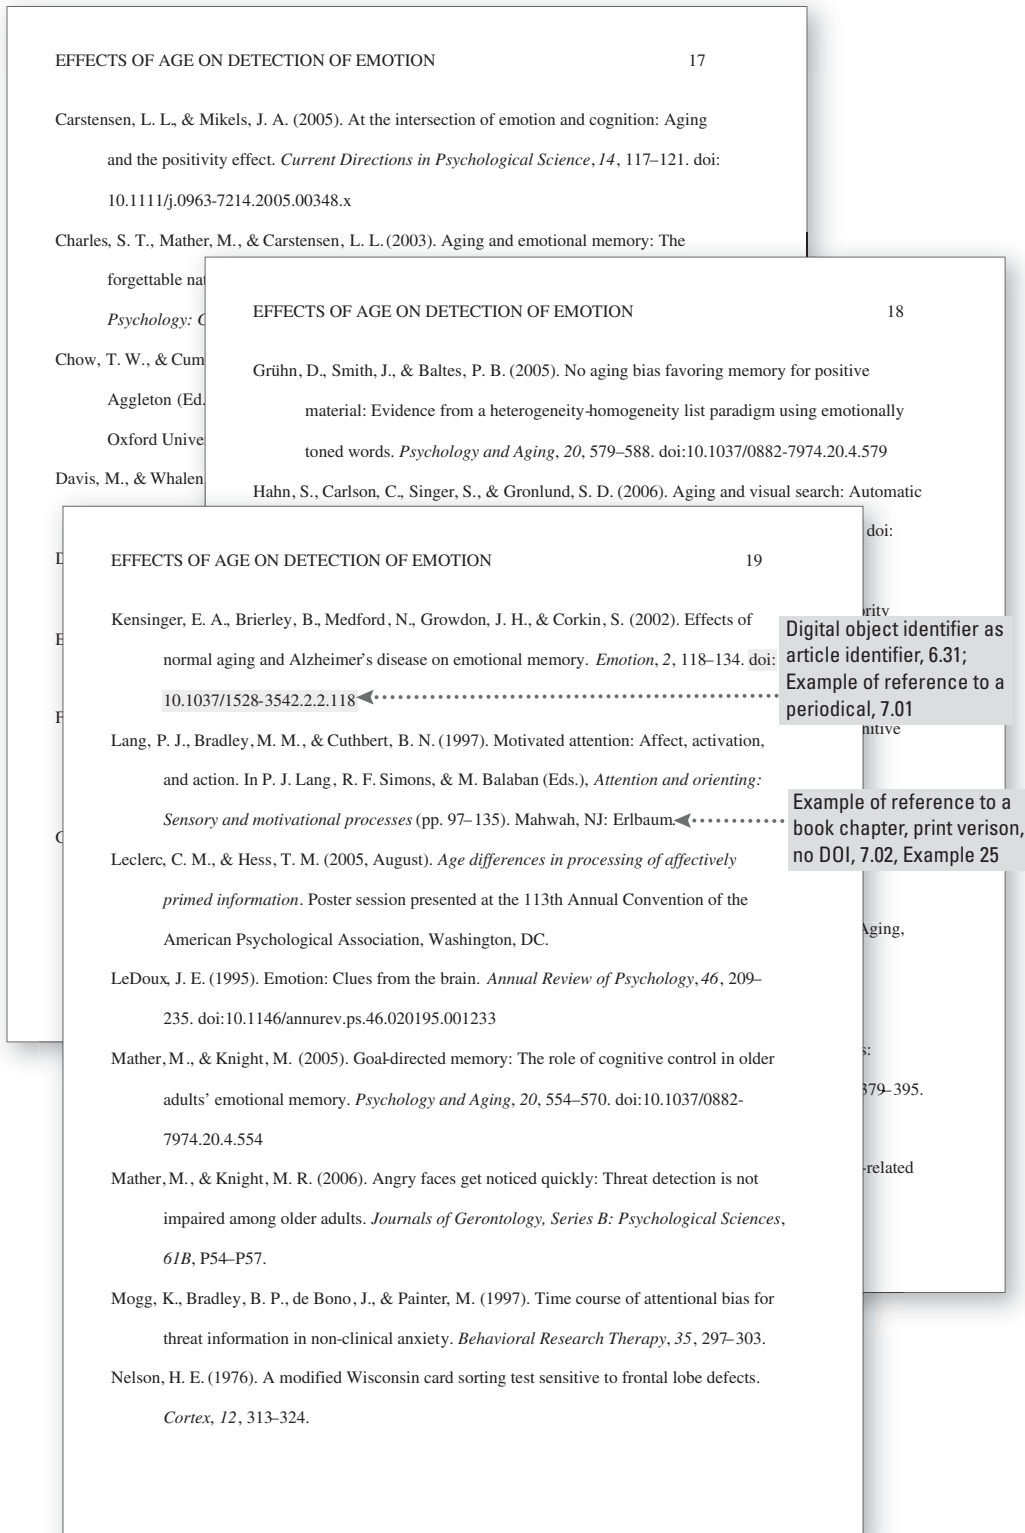 EFFECTS OF AGE ON DETECTION OF EMOTION 17
Carstensen, L. L., & Mikels, J. A. (2005). At the intersection of emotion and cognition: Aging
and the positivity effect. Current Directions in Psychological Science, 14, 117–121. doi:
10.1111/j.0963-7214.2005.00348.x
Charles, S. T., Mather, M., & Carstensen, L. L. (2003). Aging and emotional memory: The
forgettable
Psychology:
Chow, T. W., &
Aggleton (Ed.
Oxford
Davis, M., & Whalen
EFFECTS OF AGE ON DETECTION OF EMOTION 18
Grühn, D., Smith, J., & Baltes, P. B. (2005). No aging bias favoring memory for positive
material: Evidence from a heterogeneity-homogeneity list paradigm using emotionally
toned words. Psychology and Aging, 20, 579–588. doi:10.1037/0882-7974.20.4.579
Hahn, S., Carlson, C., Singer, S., & Gronlund, S. D. (2006). Aging and visual search: Automatic
doi:
Aging,
379–395.
-related
EFFECTS OF AGE ON DETECTION OF EMOTION 19
Kensinger, E. A., Brierley, B., Medford, N., Growdon, J. H., & Corkin, S. (2002). Effects of
normal aging and Alzheimer’s disease on emotional memory. Emotion, 2, 118–134. doi:
10.1037/1528-3542.2.2.118
Lang, P. J., Bradley, M. M., & Cuthbert, B. N. (1997). Motivated attention: Affect, activation,
and action. In P. J. Lang, R. F. Simons, & M. Balaban (Eds.), Attention and orienting:
Sensory and motivational processes (pp. 97–135). Mahwah, NJ: Erlbaum.
Leclerc, C. M., & Hess, T. M. (2005, August). Age differences in processing of affectively
primed information. Poster session presented at the 113th Annual Convention of the
American Psychological Association, Washington, DC.
LeDoux, J. E. (1995). Emotion: Clues from the brain. Annual Review of Psychology, 46, 209–
235. doi:10.1146/annurev.ps.46.020195.001233
Mather, M., & Knight, M. (2005). Goal-directed memory: The role of cognitive control in older
adults’ emotional memory. Psychology and Aging, 20, 554–570. doi:10.1037/0882-
7974.20.4.554
Mather, M., & Knight, M. R. (2006). Angry faces get noticed quickly: Threat detection is not
impaired among older adults. Journals of Gerontology, Series B: Psychological Sciences,
61B, P54–P57.
Mogg, K., Bradley, B. P., de Bono, J., & Painter, M. (1997). Time course of attentional bias for
threat information in non-clinical anxiety. Behavioral Research Therapy, 35, 297–303.
Nelson, H. E. (1976). A modified Wisconsin card sorting test sensitive to frontal lobe defects.
Cortex, 12, 313–324.
Digital object identifier as
article identifier, 6.31;
Example of reference to a
periodical, 7.01
Example of reference to a
book chapter, print verison,
no DOI, 7.02, Example 25